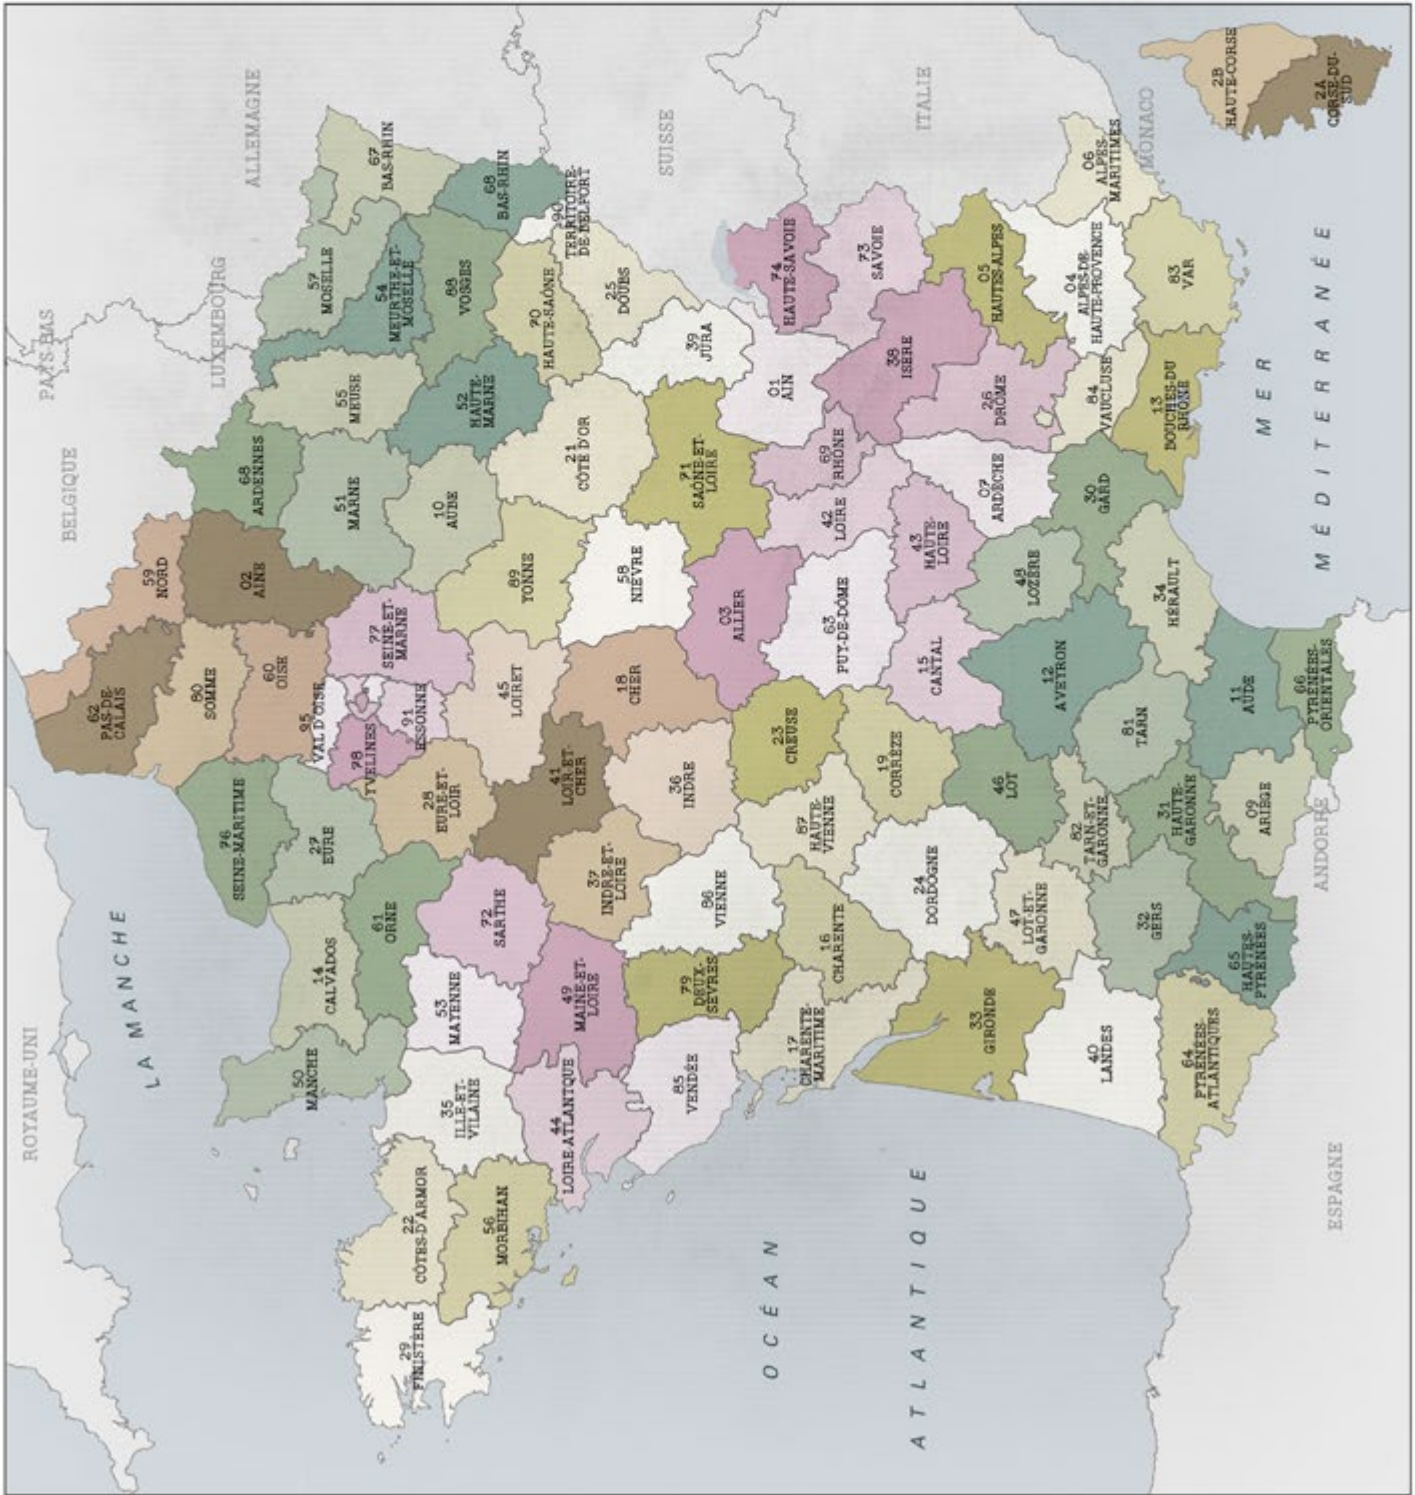 ROYAUME-UNI
PAYS-BAS
BELGIQUE
LA MANCHE
LUXEMBOURG
ALLEMAGNE
62
PAS-DE-
CALAIS
59
NORD
80
SOMME
76
SEINE-MARITIME
60
OISE
02
AINE
68
ARDENNES
50
MANCHE
14
CALVADOS
27
EURE
95
VAL D'OISE
51
MARNE
55
MEUSE
57
MOSELLE
67
BAS-RHIN
61
ORNE
78
YVELINES
77
SEINE-ET-
MARNE
54
MEURTHE-ET-
MOSELLE
29
FINISTÈRE
22
CÔTES-D'ARMOR
35
ILLE-ET-
VILAINE
53
MAYENNE
28
EURE-ET-
LOIR
91
ESSONNE
10
AUBE
52
HAUTE-
MARNE
88
VOSGES
68
BAS-RHIN
56
MORBIHAN
72
SARTHE
45
LOIRET
89
YONNE
70
HAUTE-SAÔNE
90
TERRITOIRE-
DE-BELFORT
44
LOIRE-ATLANTQUE
49
MAINE-ET-
LOIRE
37
INDRE-ET-
LOIRE
41
LOIR-ET-
CHER
18
CHER
58
NIÈVRE
21
CÔTE D'OR
25
DOUBS
SUISSE
85
VENDÉE
79
DEUX-
SÈVRES
86
VIENNE
36
INDRE
71
SAÔNE-ET-
LOIRE
39
JURA
03
ALLIER
01
AIN
74
HAUTE-SAVOIE
OCÉAN
17
CHARENTE-
MARITIME
16
CHARENTE
87
HAUTE-
VIENNE
23
CREUSE
63
PUY-DE-DÔME
42
LOIRE
69
RHÔNE
73
SAVOIE
ITALIE
ATLANTIQUE
24
DORDOGNE
19
CORRÈZE
15
CANTAL
43
HAUTE-
LOIRE
38
ISÈRE
33
GIRONDE
47
LOT-ET-
GARONNE
46
LOT
48
LOZÈRE
07
ARDÈCHE
26
DRÔME
05
HAUTES-ALPES
40
LANDES
82
TARN-ET-
GARONNE
12
AVEYRON
30
GARD
84
VAUCLUSE
04
ALPES-DE-
HAUTE-PROVENCE
06
ALPES-
MARITIMES
MONACO
32
GERS
81
TARN
34
HÉRAULT
13
BOUCHES-DU
RHÔNE
83
VAR
64
PYRÉNÉES-
ATLANTIQUES
65
HAUTES-
PYRÉNÉES
31
HAUTE-
GARONNE
09
ARIÈGE
11
AUDE
66
PYRÉNÉES-
ORIENTALES
2B
HAUTE-CORSE
2A
CORSE-DU-
SUD
MER
MÉDITERRANÉE
ESPAGNE
ANDORRE